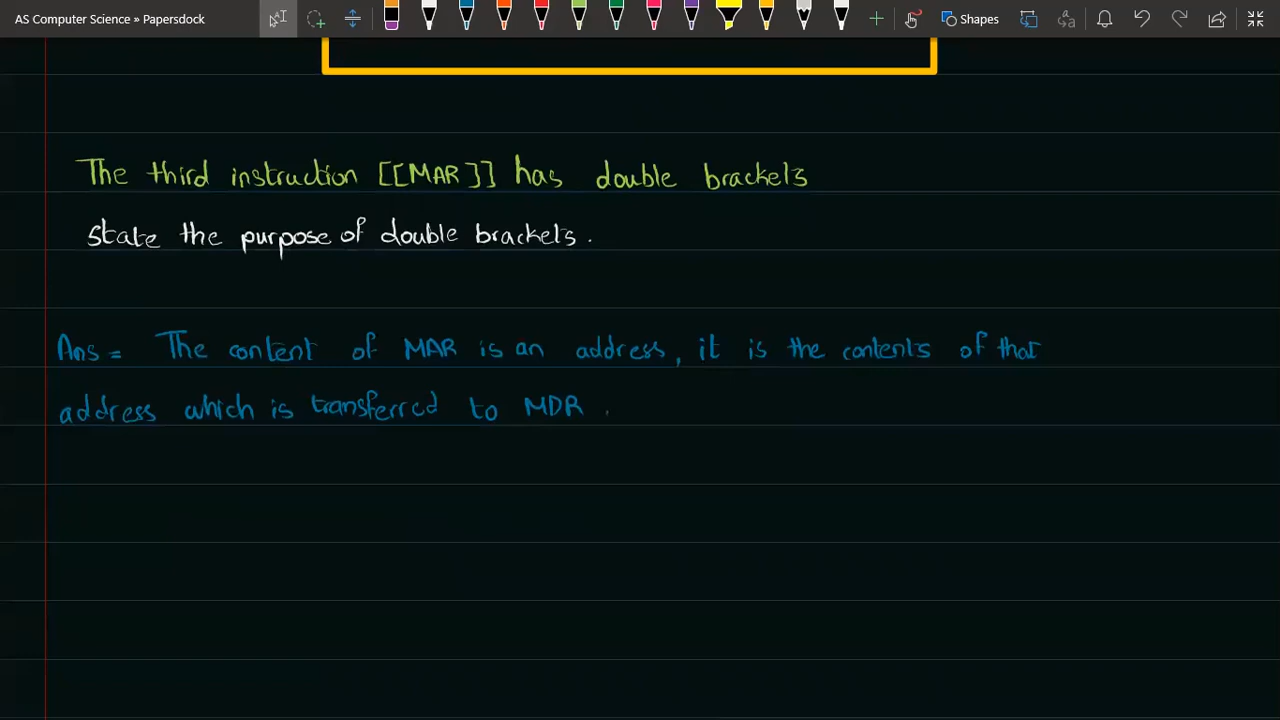 AS Computer Science » Papersdock
Shapes
The third instruction [[MAR]] has double brackets
state the purpose of double brackets.
Ans = The content of MAR is an address, it is the contents of that
address which is transferred to MDR .